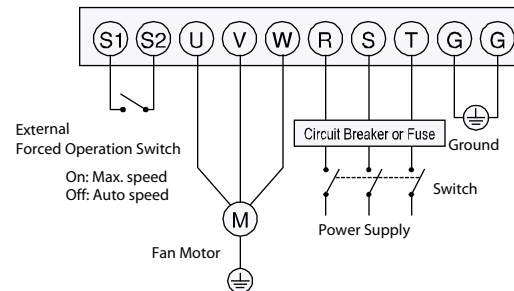 S1 S2 U V W R S T G G
External
Forced Operation Switch
On: Max. speed
Off: Auto speed
Circuit Breaker or Fuse
Ground
Switch
Power Supply
M
Fan Motor